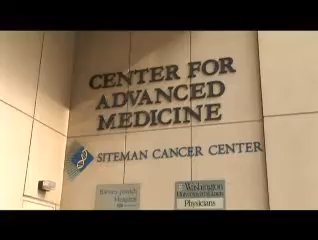 CENTER FOR
ADVANCED
MEDICINE
SITEMAN CANCER CENTER
Barnes-Jewish
Hospital
Washington
University in St. Louis
Physicians